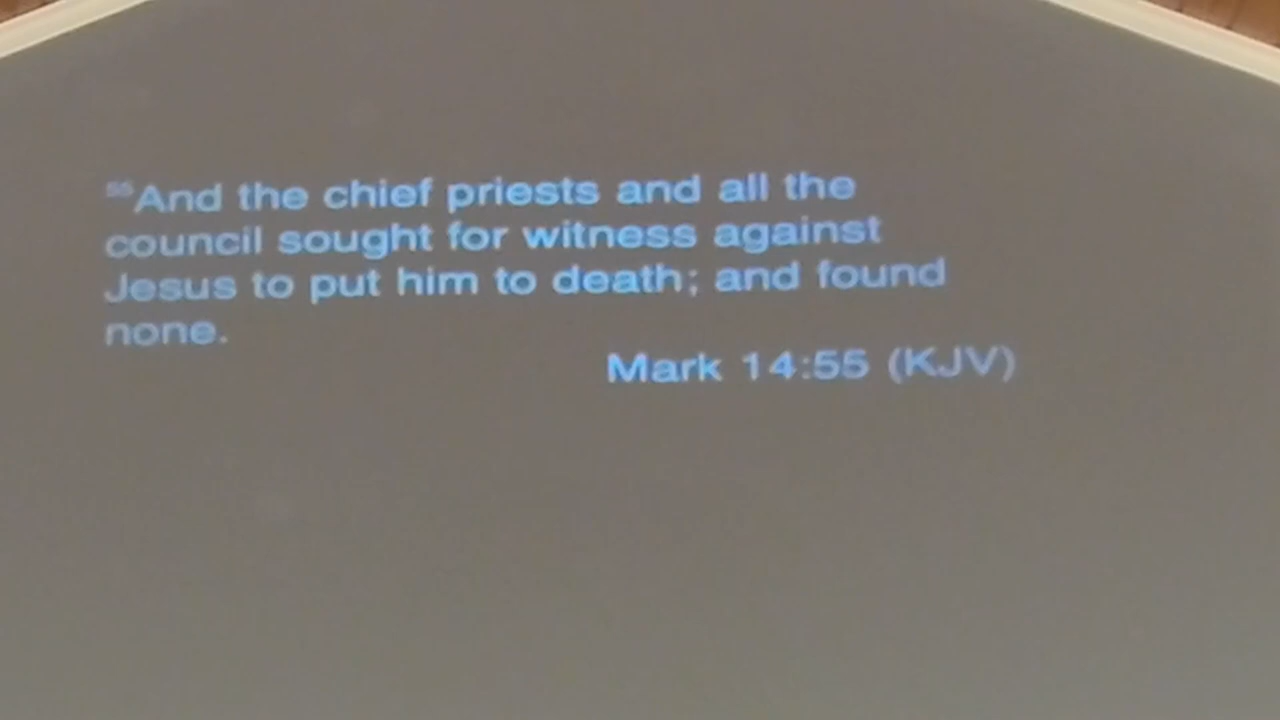 55And the chief priests and all the
council sought for witness against
Jesus to put him to death; and found
none.
Mark 14:55 (KJV)